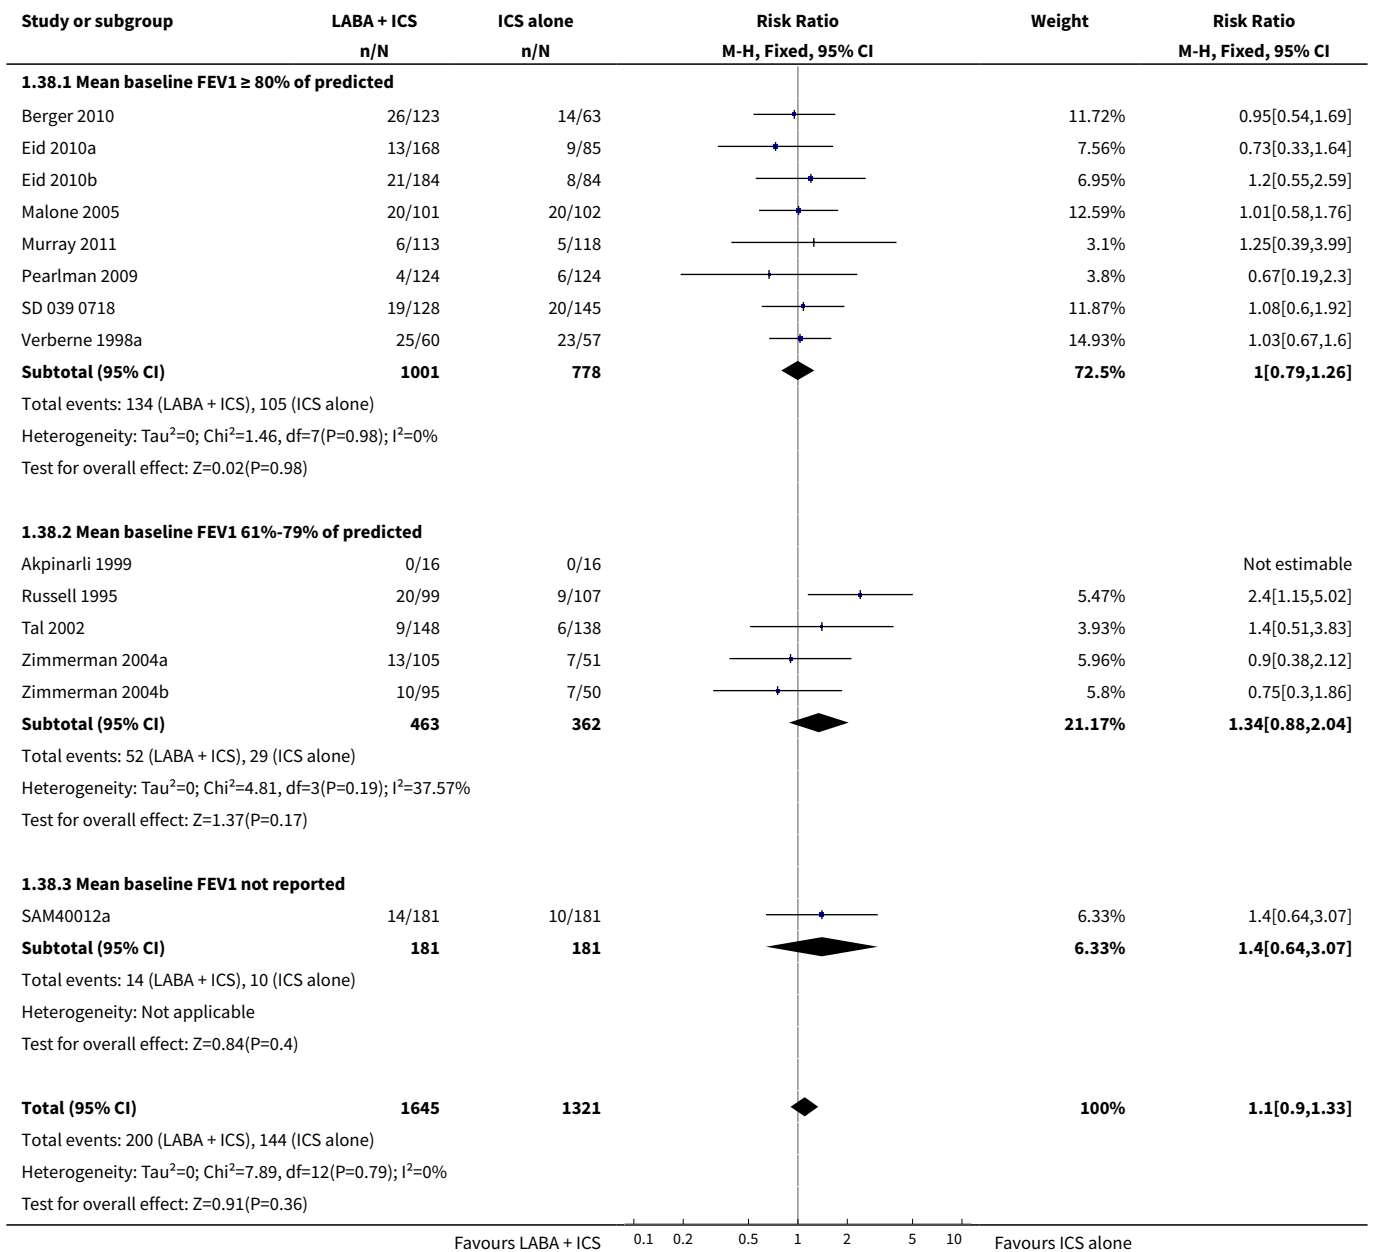 Study or subgroup LABA + ICS ICS alone Risk Ratio Weight Risk Ratio
n/N n/N M-H, Fixed, 95% CI M-H, Fixed, 95% CI
1.38.1 Mean baseline FEV1 ≥ 80% of predicted
Berger 2010 26/123 14/63 11.72% 0.95[0.54,1.69]
Eid 2010a 13/168 9/85 7.56% 0.73[0.33,1.64]
Eid 2010b 21/184 8/84 6.95% 1.2[0.55,2.59]
Malone 2005 20/101 20/102 12.59% 1.01[0.58,1.76]
Murray 2011 6/113 5/118 3.1% 1.25[0.39,3.99]
Pearlman 2009 4/124 6/124 3.8% 0.67[0.19,2.3]
SD 039 0718 19/128 20/145 11.87% 1.08[0.6,1.92]
Verberne 1998a 25/60 23/57 14.93% 1.03[0.67,1.6]
Subtotal (95% CI) 1001 778 72.5% 1[0.79,1.26]
Total events: 134 (LABA + ICS), 105 (ICS alone)
Heterogeneity: Tau²=0; Chi²=1.46, df=7(P=0.98); I²=0%
Test for overall effect: Z=0.02(P=0.98)
1.38.2 Mean baseline FEV1 61%-79% of predicted
Akpinarli 1999 0/16 0/16 Not estimable
Russell 1995 20/99 9/107 5.47% 2.4[1.15,5.02]
Tal 2002 9/148 6/138 3.93% 1.4[0.51,3.83]
Zimmerman 2004a 13/105 7/51 5.96% 0.9[0.38,2.12]
Zimmerman 2004b 10/95 7/50 5.8% 0.75[0.3,1.86]
Subtotal (95% CI) 463 362 21.17% 1.34[0.88,2.04]
Total events: 52 (LABA + ICS), 29 (ICS alone)
Heterogeneity: Tau²=0; Chi²=4.81, df=3(P=0.19); I²=37.57%
Test for overall effect: Z=1.37(P=0.17)
1.38.3 Mean baseline FEV1 not reported
SAM40012a 14/181 10/181 6.33% 1.4[0.64,3.07]
Subtotal (95% CI) 181 181 6.33% 1.4[0.64,3.07]
Total events: 14 (LABA + ICS), 10 (ICS alone)
Heterogeneity: Not applicable
Test for overall effect: Z=0.84(P=0.4)
Total (95% CI) 1645 1321 100% 1.1[0.9,1.33]
Total events: 200 (LABA + ICS), 144 (ICS alone)
Heterogeneity: Tau²=0; Chi²=7.89, df=12(P=0.79); I²=0%
Test for overall effect: Z=0.91(P=0.36)
Favours LABA + ICS 0.1 0.2 0.5 1 2 5 10 Favours ICS alone